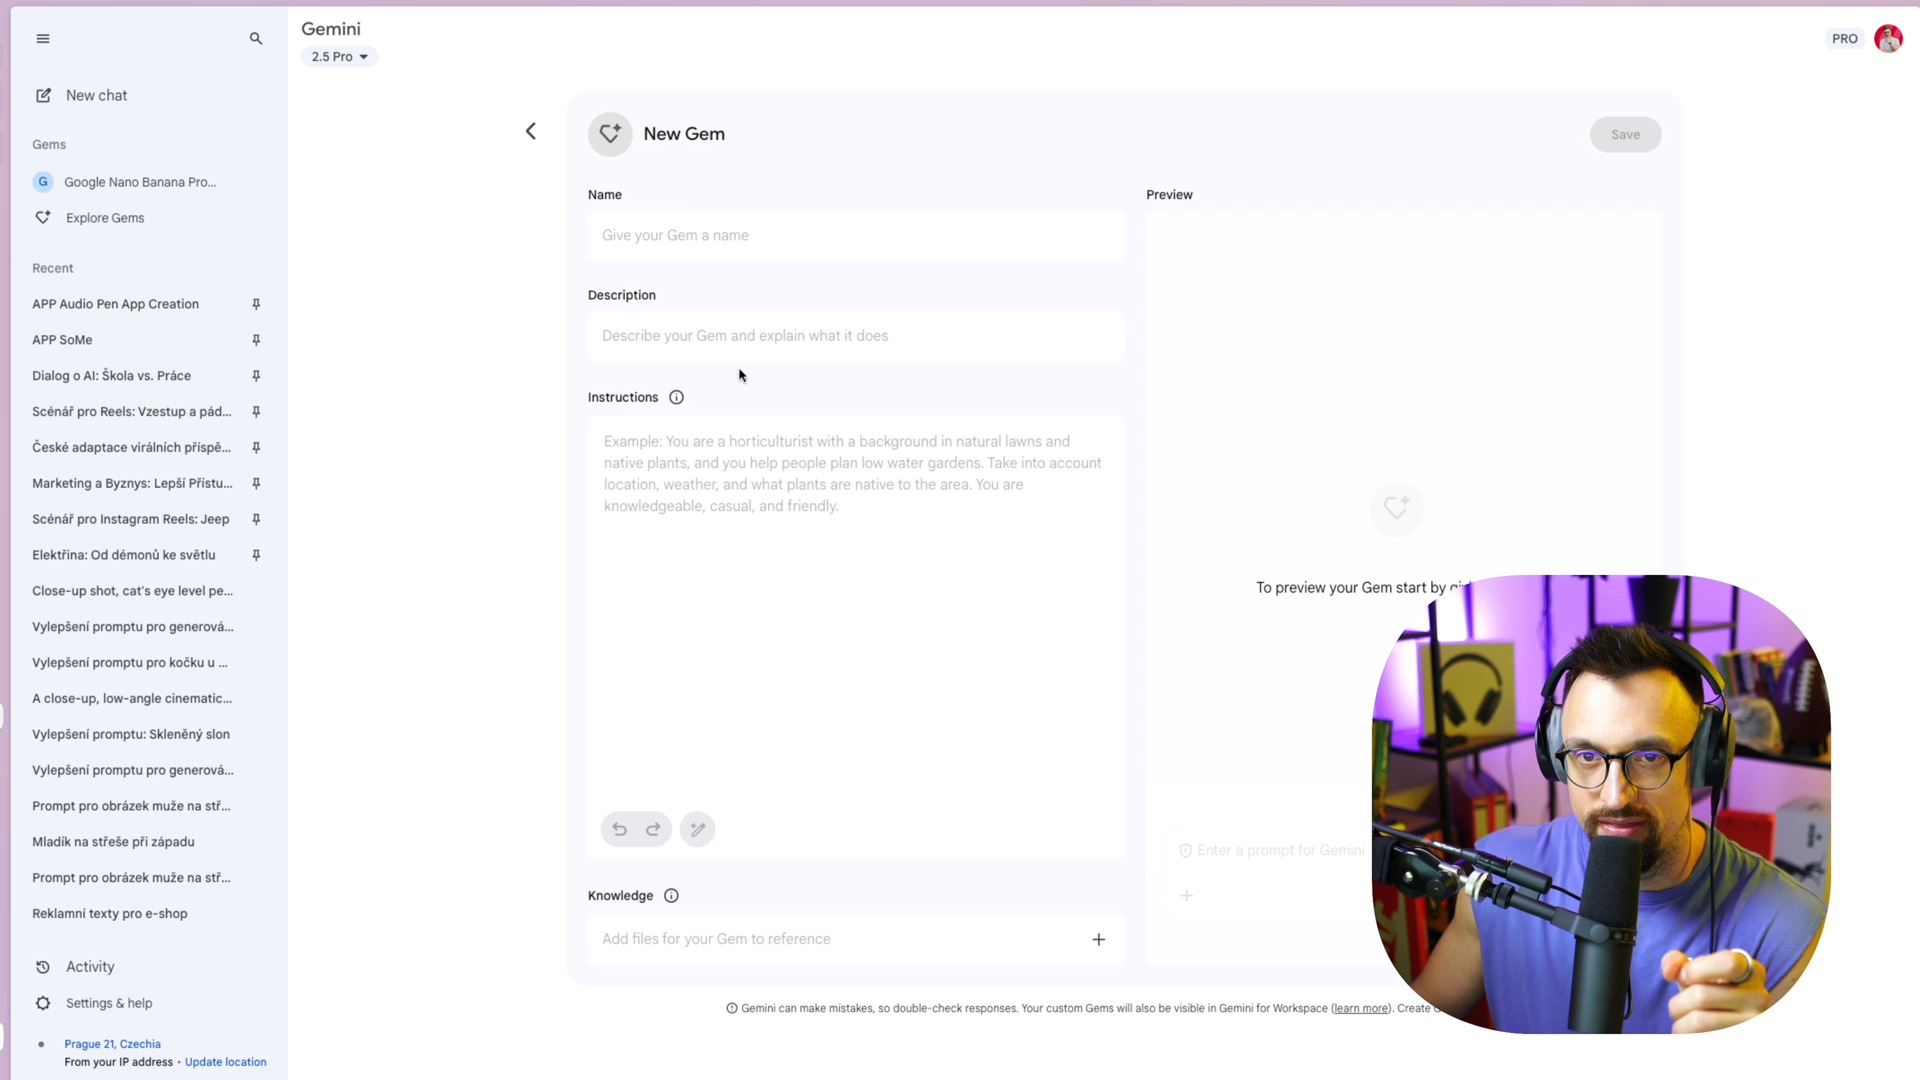 Gemini
2.5 Pro
PRO
New chat
Gems
G
Google Nano Banana Pro...
Explore Gems
Recent
APP Audio Pen App Creation
APP SoMe
Dialog o AI: Škola vs. Práce
Scénář pro Reels: Vzestup a pád...
České adaptace virálních příspě...
Marketing a Byznys: Lepší Přístu...
Scénář pro Instagram Reels: Jeep
Elektřina: Od démonů ke světlu
Close-up shot, cat's eye level pe...
Vylepšení promptu pro generová...
Vylepšení promptu pro kočku u ...
A close-up, low-angle cinematic...
Vylepšení promptu: Skleněný slon
Vylepšení promptu pro generová...
Prompt pro obrázek muže na stř...
Mladík na střeše při západu
Prompt pro obrázek muže na stř...
Reklamní texty pro e-shop
Activity
Settings & help
Prague 21, Czechia
From your IP address • Update location
New Gem
Save
Name
Give your Gem a name
Description
Describe your Gem and explain what it does
Instructions
Example: You are a horticulturist with a background in natural lawns and
native plants, and you help people plan low water gardens. Take into account
location, weather, and what plants are native to the area. You are
knowledgeable, casual, and friendly.
Knowledge
Add files for your Gem to reference
Preview
To preview your Gem start by
Enter a prompt for Gemini
Gemini can make mistakes, so double-check responses. Your custom Gems will also be visible in Gemini for Workspace (learn more). Create